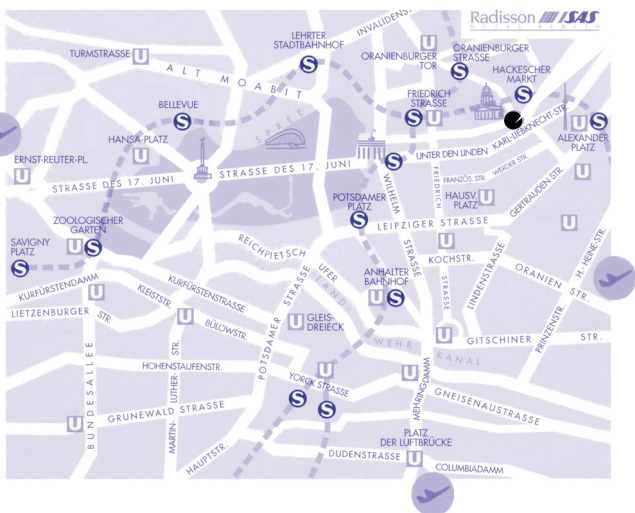 Radisson SAS
HOTEL BERLIN
INVALIDENST
LEHRTER
STADTBAHNHOF
TURMSTRASSE U
ALT MOABIT
ORANIENBURGER
TOR
U
ORANIENBURGER
STRASSE
S
HACKESCHER
MARKT
S
S
BELLEVUE
S
FRIEDRICH
STRASSE
S U
HANSA-PLATZ
U
SPREE
KARL-LIEBKNECHT-STR.
U S
ALEXANDER
PLATZ
ERNST-REUTER-PL.
U
STRASSE DES 17. JUNI
STRASSE DES 17. JUNI
S
UNTER DEN LINDEN
WERDER STR
FRANZÖS. STR
WILHELM
STRASSE
FRIEDRICH
STRASSE
HAUSV.
PLATZ
U
GERTRAUDEN STR.
U
POTSDAMER
PLATZ
S
LEIPZIGER STRASSE
U
ZOOLOGISCHER
GARTEN
U S
SAVIGNY
PLATZ
S
REICHPIETSCH
UFER
U
KOCHSTR.
LINDENSTRASSE
H.-HEINE-STR.
ORANIEN STR.
PRINZENSTR.
ANHALTER
BAHNHOF
U S
LAND
WEHR-
KANAL
KURFÜRSTENDAMM
KURFÜRSTENSTRASSE
KLEISTSTR.
U
LIETZENBURGER STR.
U
BÜLOWSTR.
U
GLEIS-
DREIECK
POTSDAMER STRASSE
U
GITSCHINER STR.
HOHENSTAUFENSTR.
MARTIN-LUTHER-STR.
BUNDESALLEE
U
YORCK STRASSE
S
S
U
MEHRINGDAMM
GNEISENAUSTRASSE
U
GRUNEWALD STRASSE
HAUPTSTR.
PLATZ
DER LUFTBRÜCKE
DUDENSTRASSE
U
COLUMBIADAMM